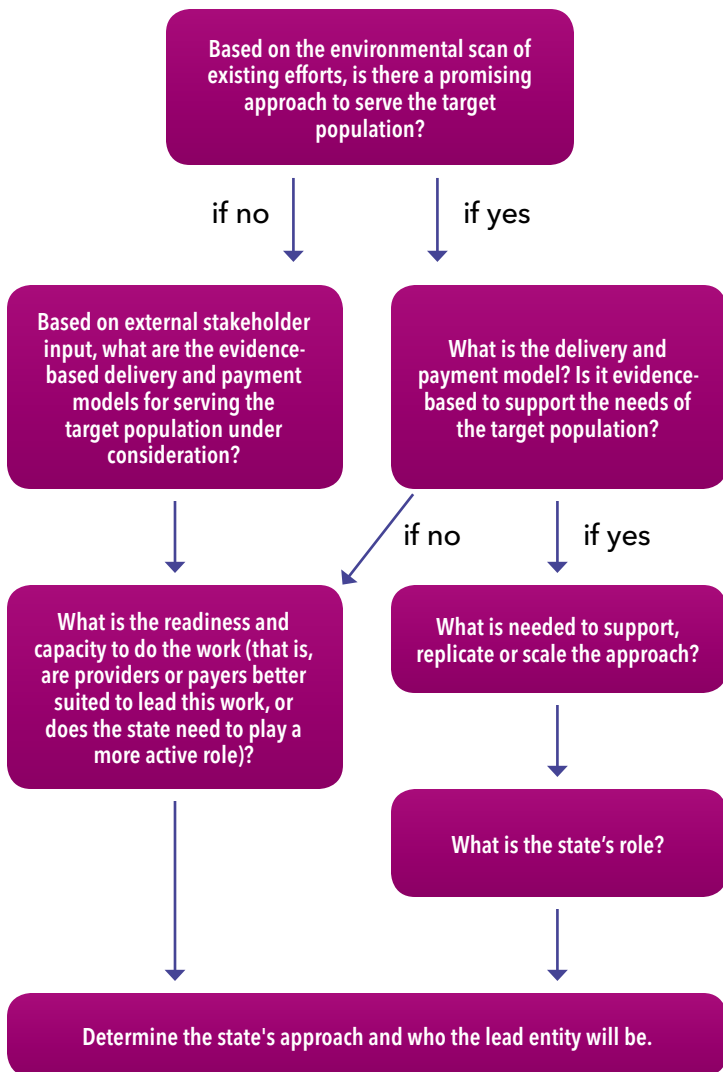 Based on the environmental scan of
existing efforts, is there a promising
approach to serve the target
population?
if no
if yes
Based on external stakeholder
input, what are the evidence-
based delivery and payment
models for serving the
target population under
consideration?
What is the delivery and
payment model? Is it evidence-
based to support the needs of
the target population?
if no
if yes
What is the readiness and
capacity to do the work (that is,
are providers or payers better
suited to lead this work, or
does the state need to play a
more active role)?
What is needed to support,
replicate or scale the approach?
What is the state’s role?
Determine the state's approach and who the lead entity will be.